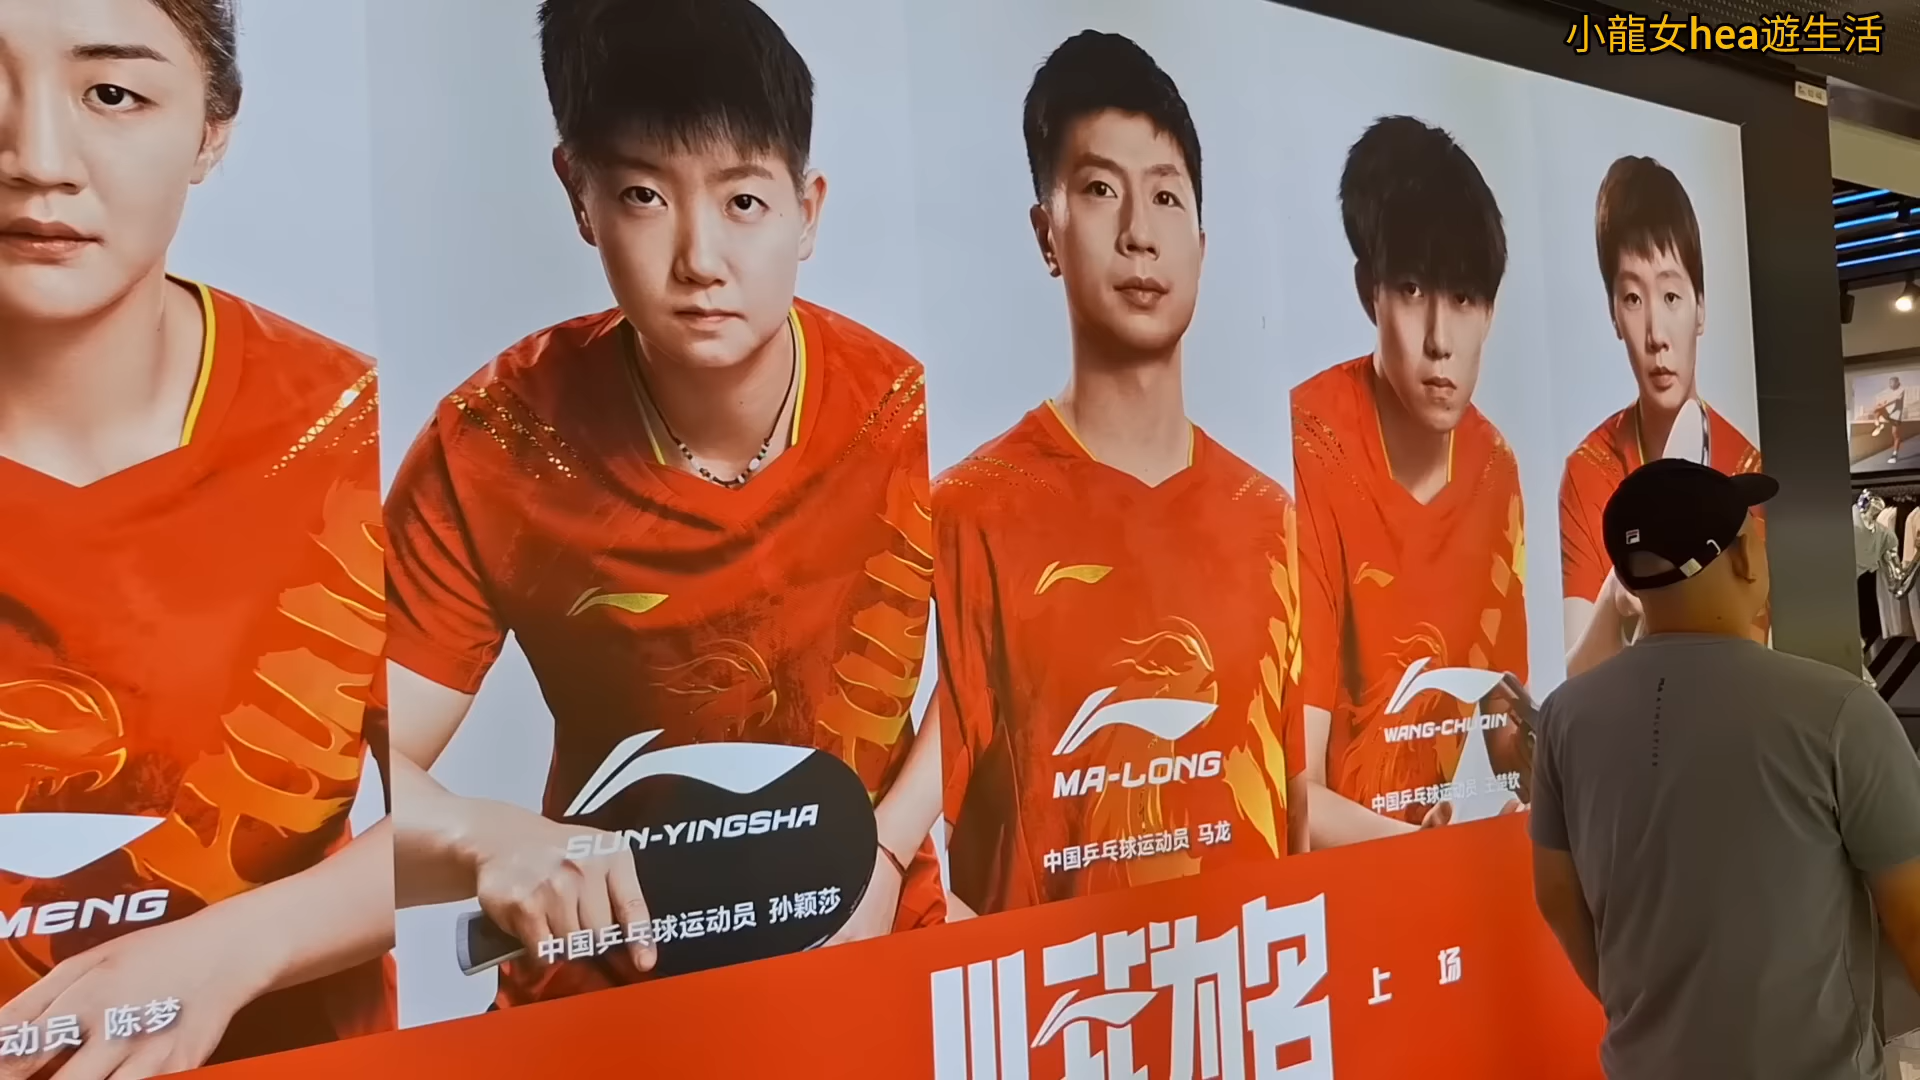 小龍女hea遊生活
MENG
动员 陈梦
SUN-YINGSHA
中国乒乓球运动员 孙颖莎
MA-LONG
中国乒乓球运动员 马龙
WANG-CHUQIN
中国乒乓球运动员 王楚钦
上场